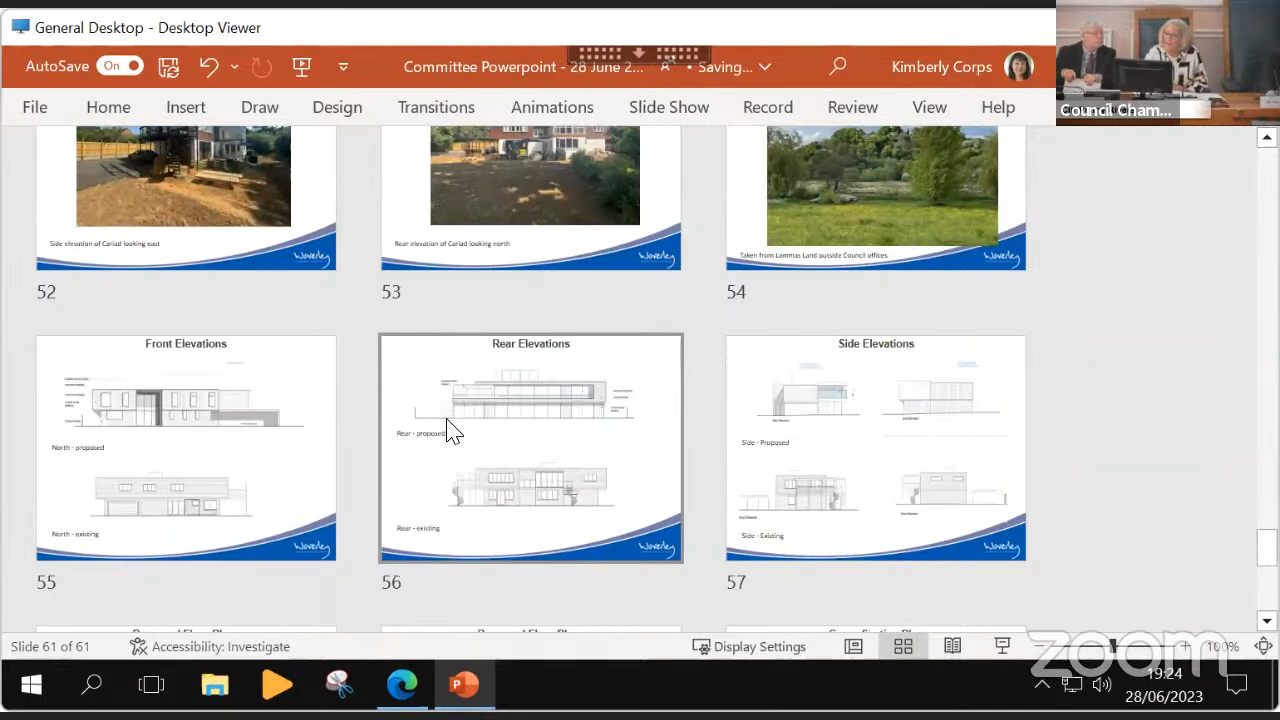 General Desktop - Desktop Viewer
AutoSave On
Committee Powerpoint - 28 June 2... • Saving...
Kimberly Corps
File Home Insert Draw Design Transitions Animations Slide Show Record Review View Help
Council Cham...
Side elevation of Cariad looking east
Waverley
Rear elevation of Cariad looking north
Waverley
Taken from Lammas Land outside Council offices
Waverley
52 53 54
Front Elevations
North - proposed
North - existing
Waverley
Rear Elevations
Rear - proposed
Rear - existing
Waverley
Side Elevations
Side - Proposed
Side - Existing
Waverley
55 56 57
Slide 61 of 61
Accessibility: Investigate
Display Settings
100%
zoom
19:24
28/06/2023